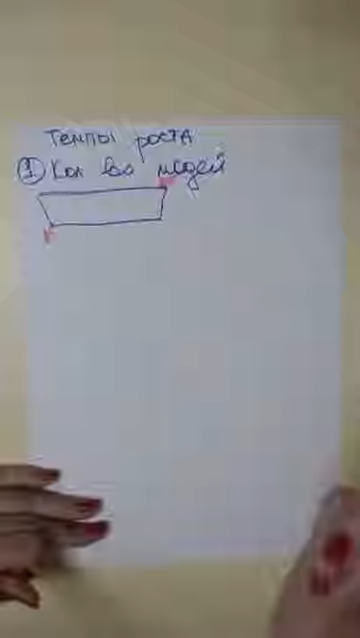 Темпы роста
① Кол во людей